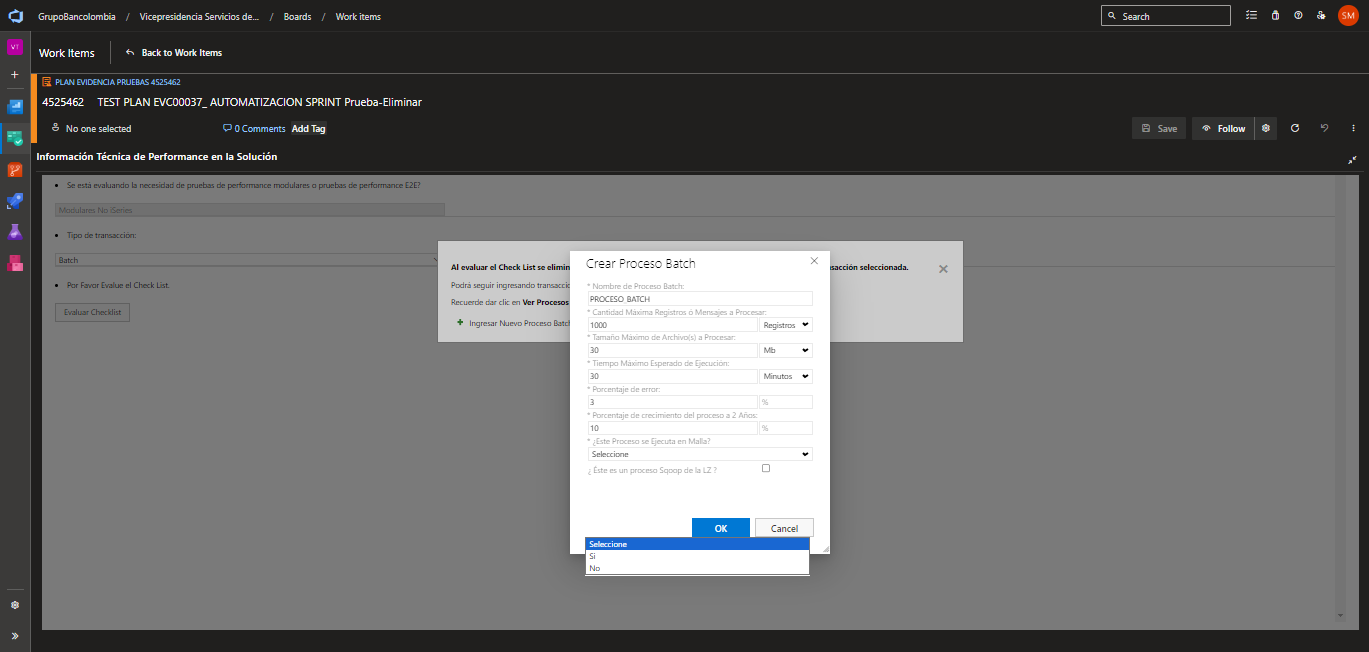 GrupoBancolombia / Vicepresidencia Servicios de... / Boards / Work items
Search
SM
VT
Work Items
Back to Work Items
PLAN EVIDENCIA PRUEBAS 4525462
4525462 TEST PLAN EVC00037_ AUTOMATIZACION SPRINT Prueba-Eliminar
No one selected
0 Comments
Add Tag
Save
Follow
Información Técnica de Performance en la Solución
Se está evaluando la necesidad de pruebas de performance modulares o pruebas de performance E2E?
Modulares No iSeries
Tipo de transacción:
Batch
Por Favor Evalue el Check List.
Evaluar Checklist
Al evaluar el Check List se elimin
nsacción seleccionada.
Podrá seguir ingresando transaccio
Recuerde dar clic en Ver Procesos
Ingresar Nuevo Proceso Batch
Crear Proceso Batch
* Nombre de Proceso Batch:
PROCESO_BATCH
* Cantidad Máxima Registros ó Mensajes a Procesar:
1000 Registros
* Tamaño Máximo de Archivo(s) a Procesar:
30 Mb
* Tiempo Máximo Esperado de Ejecución:
30 Minutos
* Porcentaje de error:
3 %
* Porcentaje de crecimiento del proceso a 2 Años:
10 %
* ¿Este Proceso se Ejecuta en Malla?
Seleccione
¿ Éste es un proceso Sqoop de la LZ ?
OK
Cancel
Seleccione
Si
No